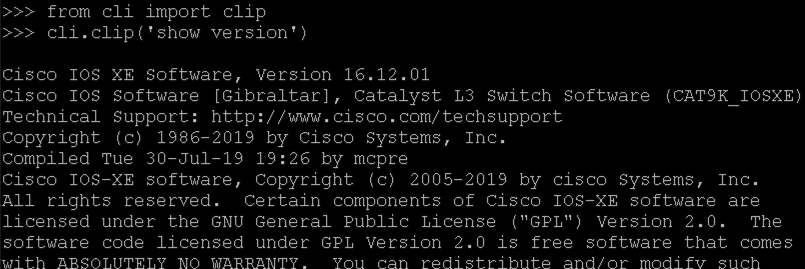 >>> from cli import clip
>>> cli.clip('show version')
Cisco IOS XE Software, Version 16.12.01
Cisco IOS Software [Gibraltar], Catalyst L3 Switch Software (CAT9K_IOSXE)
Technical Support: http://www.cisco.com/techsupport
Copyright (c) 1986-2019 by Cisco Systems, Inc.
Compiled Tue 30-Jul-19 19:26 by mcpre
Cisco IOS-XE software, Copyright (c) 2005-2019 by cisco Systems, Inc.
All rights reserved.  Certain components of Cisco IOS-XE software are
licensed under the GNU General Public License ("GPL") Version 2.0.  The
software code licensed under GPL Version 2.0 is free software that comes
with ABSOLUTELY NO WARRANTY.  You can redistribute and/or modify such